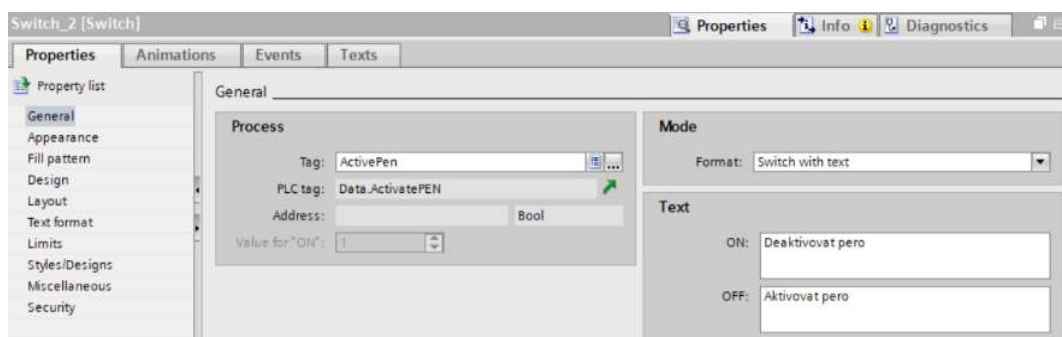 Switch_2 [Switch]
Properties Info Diagnostics
Properties Animations Events Texts
Property list
General
Appearance
Fill pattern
Design
Layout
Text format
Limits
Styles/Designs
Miscellaneous
Security
General
Process
Tag: ActivePen ...
PLC tag: Data.ActivatePEN
Address: Bool
Value for "ON": 1
Mode
Format: Switch with text
Text
ON: Deaktivovat pero
OFF: Aktivovat pero